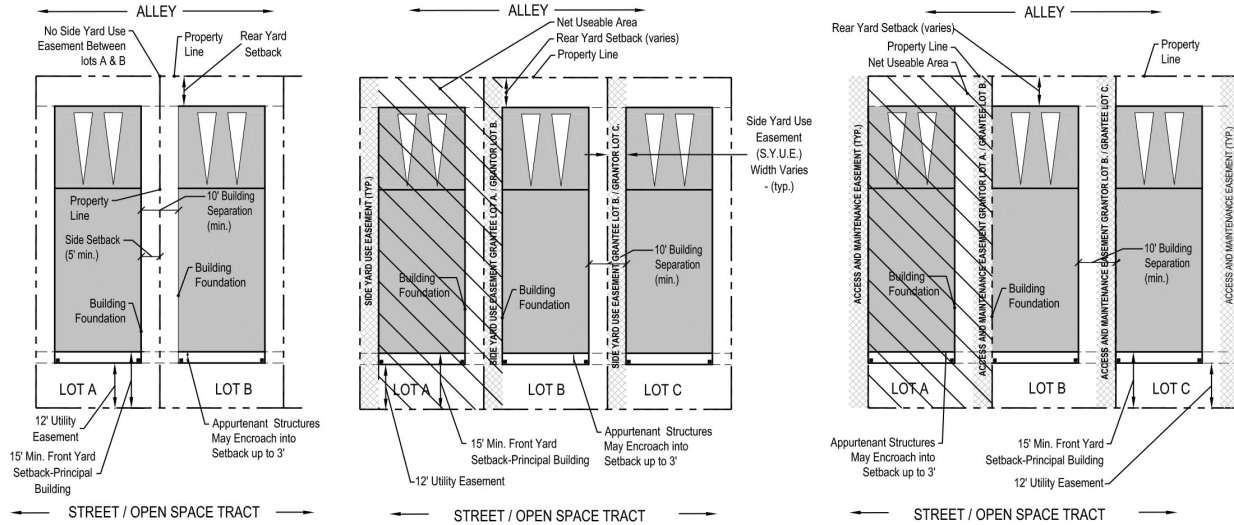 ALLEY
No Side Yard Use
Easement Between
lots A & B
Property
Line
Rear Yard
Setback
Property
Line
10' Building
Separation
(min.)
Side Setback
(5' min.)
Building
Foundation
Building
Foundation
LOT A
LOT B
12' Utility
Easement
15' Min. Front Yard
Setback-Principal
Building
Appurtenant Structures
May Encroach into
Setback up to 3'
STREET / OPEN SPACE TRACT
ALLEY
Net Useable Area
Rear Yard Setback (varies)
Property Line
SIDE YARD USE EASEMENT (TYP.)
SIDE YARD USE EASEMENT GRANTEE LOT A. / GRANTOR LOT B.
SIDE YARD USE EASEMENT GRANTEE LOT B. / GRANTOR LOT C.
Side Yard Use
Easement
(S.Y.U.E.)
Width Varies
- (typ.)
10' Building
Separation
(min.)
Building
Foundation
Building
Foundation
LOT A
LOT B
LOT C
15' Min. Front Yard
Setback-Principal Building
12' Utility Easement
Appurtenant Structures
May Encroach into
Setback up to 3'
STREET / OPEN SPACE TRACT
ALLEY
Rear Yard Setback (varies)
Property Line
Net Useable Area
Property
Line
ACCESS AND MAINTENANCE EASEMENT (TYP.)
ACCESS AND MAINTENANCE EASEMENT GRANTOR LOT A. / GRANTEE LOT B.
ACCESS AND MAINTENANCE EASEMENT GRANTOR LOT B. / GRANTEE LOT C.
ACCESS AND MAINTENANCE EASEMENT (TYP.)
10' Building
Separation
(min.)
Building
Foundation
Building
Foundation
LOT A
LOT B
LOT C
Appurtenant Structures
May Encroach into
Setback up to 3'
15' Min. Front Yard
Setback-Principal Building
12' Utility Easement
STREET / OPEN SPACE TRACT